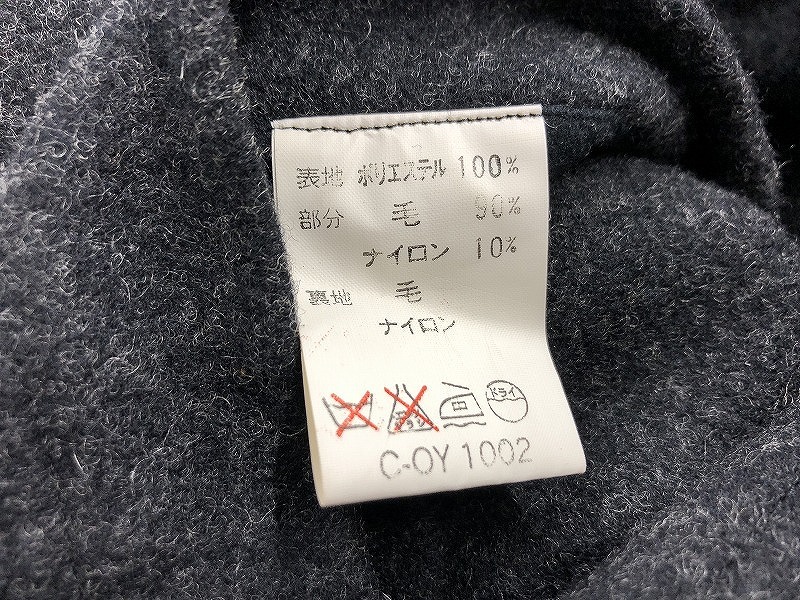 表地 ポリエステル 100%
部分 毛 90%
ナイロン 10%
裏地 毛
ナイロン
中 ドライ
C-OY 1002